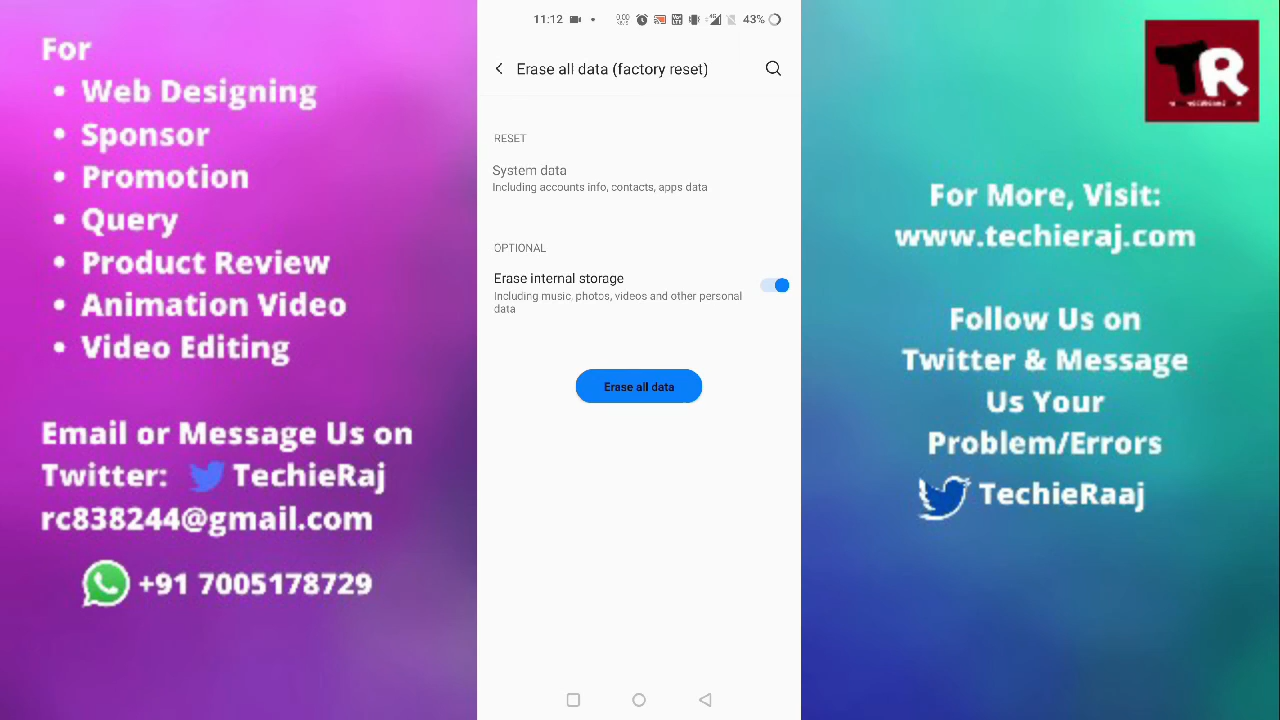 For
• Web Designing
• Sponsor
• Promotion
• Query
• Product Review
• Animation Video
• Video Editing
Email or Message Us on
Twitter: TechieRaj
rc838244@gmail.com
+91 7005178729
11:12
0.00
43%
Erase all data (factory reset)
RESET
System data
Including accounts info, contacts, apps data
OPTIONAL
Erase internal storage
Including music, photos, videos and other personal
data
Erase all data
TR
For More, Visit:
www.techieraj.com
Follow Us on
Twitter & Message
Us Your
Problem/Errors
TechieRaaj